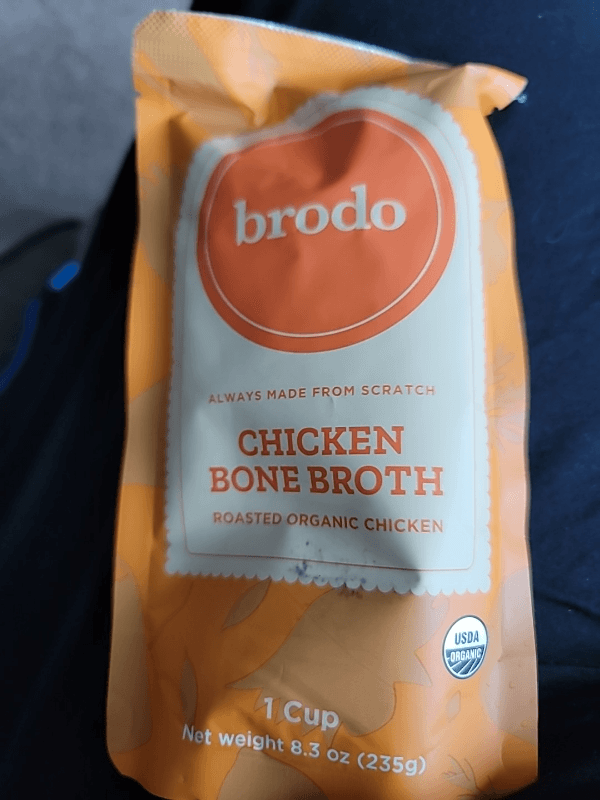 brodo
ALWAYS MADE FROM SCRATCH
CHICKEN
BONE BROTH
ROASTED ORGANIC CHICKEN
USDA
ORGANIC
1 Cup
Net weight 8.3 oz (235g)